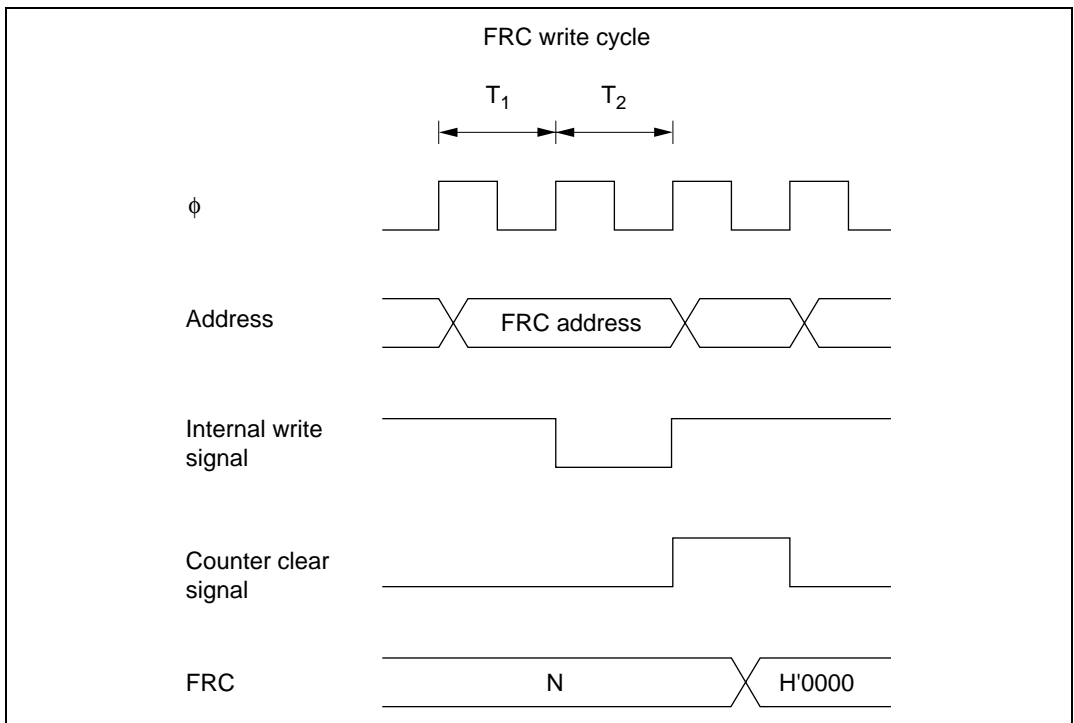 FRC write cycle
T1 T2
ϕ
Address
FRC address
Internal write
signal
Counter clear
signal
FRC
N
H'0000